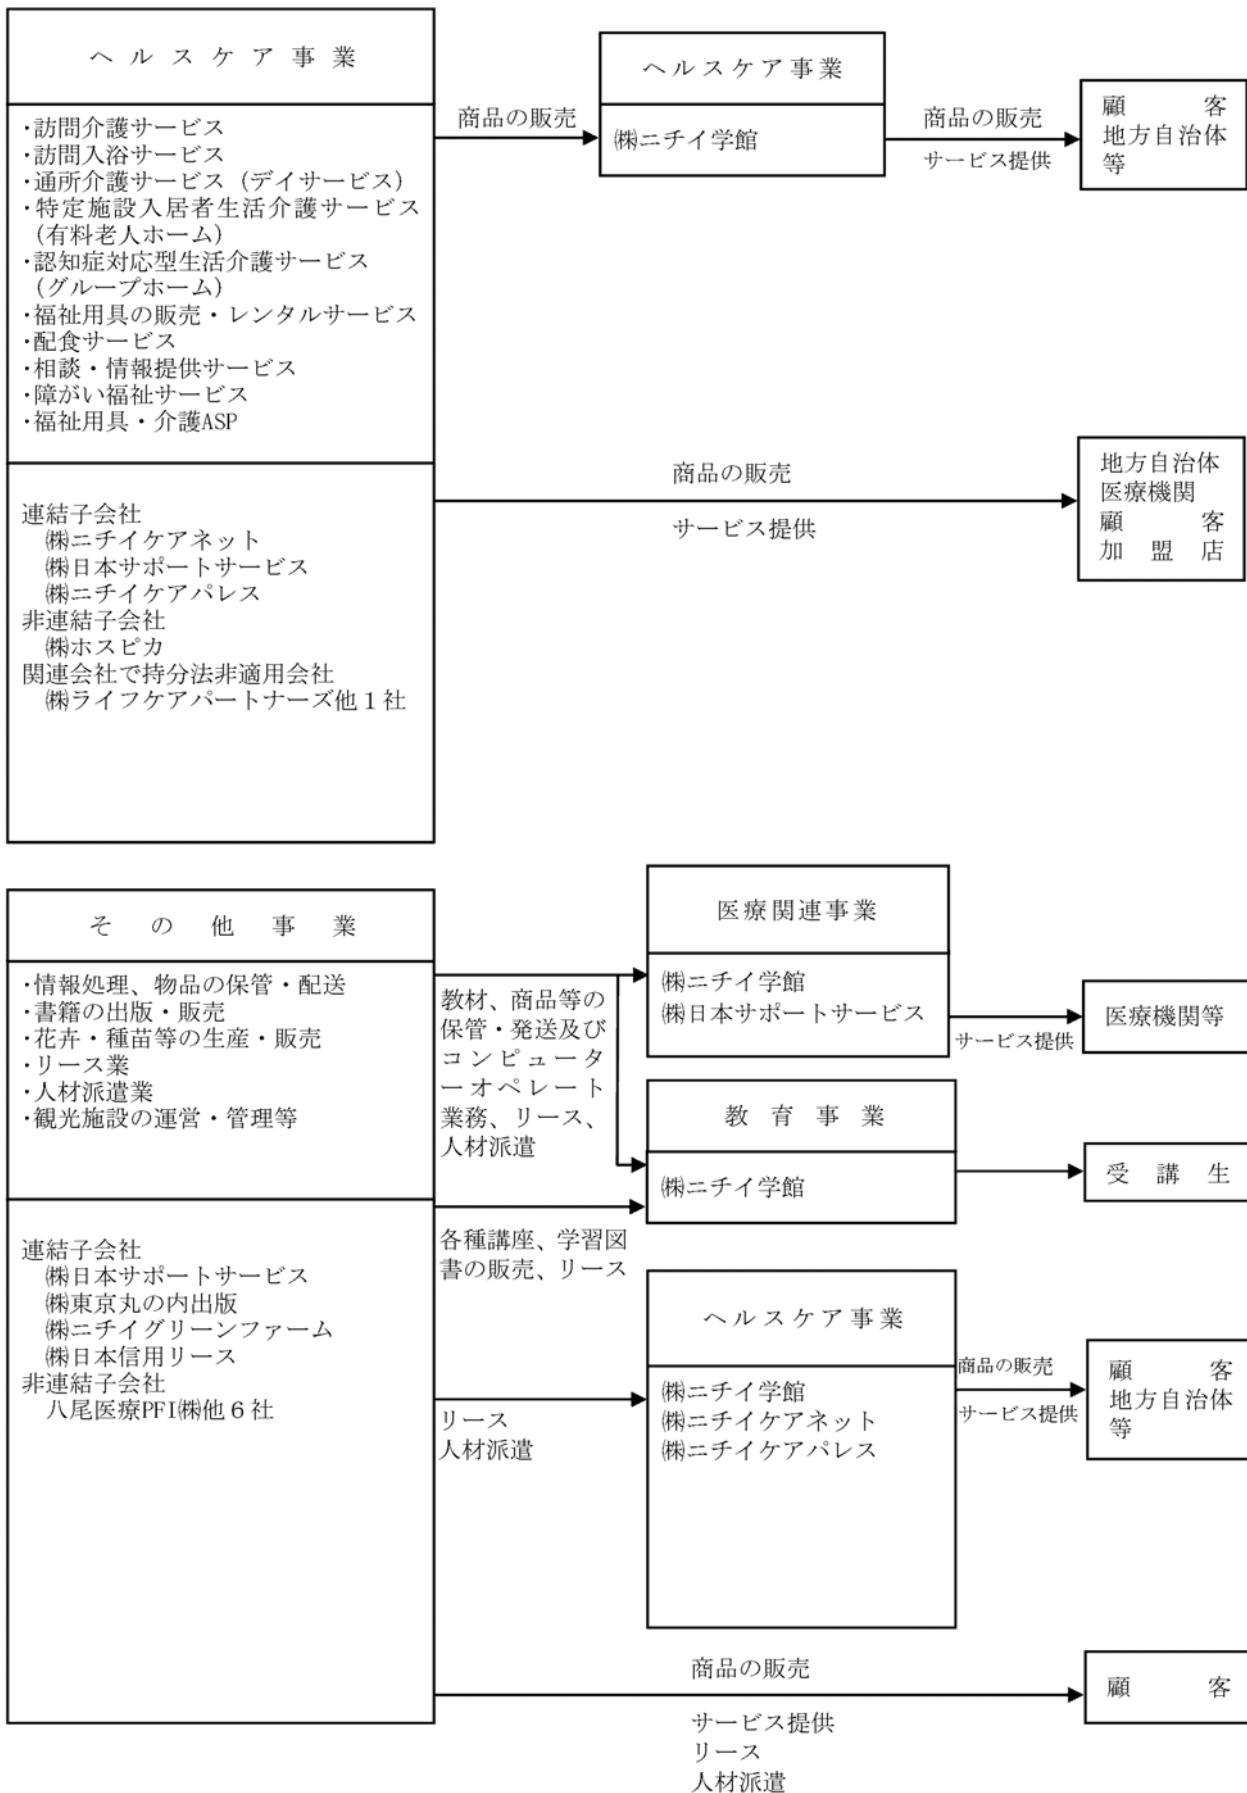 ヘルスケア事業
・訪問介護サービス
・訪問入浴サービス
・通所介護サービス（デイサービス）
・特定施設入居者生活介護サービス
（有料老人ホーム）
・認知症対応型生活介護サービス
（グループホーム）
・福祉用具の販売・レンタルサービス
・配食サービス
・相談・情報提供サービス
・障がい福祉サービス
・福祉用具・介護ASP
連結子会社
㈱ニチイケアネット
㈱日本サポートサービス
㈱ニチイケアパレス
非連結子会社
㈱ホスピカ
関連会社で持分法非適用会社
㈱ライフケアパートナーズ他１社
商品の販売
ヘルスケア事業
㈱ニチイ学館
商品の販売
サービス提供
顧客
地方自治体
等
商品の販売
サービス提供
地方自治体
医療機関
顧客
加盟店
その他事業
・情報処理、物品の保管・配送
・書籍の出版・販売
・花卉・種苗等の生産・販売
・リース業
・人材派遣業
・観光施設の運営・管理等
連結子会社
㈱日本サポートサービス
㈱東京丸の内出版
㈱ニチイグリーンファーム
㈱日本信用リース
非連結子会社
八尾医療PFI㈱他６社
教材、商品等の
保管・発送及び
コンピュータ
ーオペレート
業務、リース、
人材派遣
医療関連事業
㈱ニチイ学館
㈱日本サポートサービス
サービス提供
医療機関等
教育事業
㈱ニチイ学館
受講生
各種講座、学習図
書の販売、リース
ヘルスケア事業
㈱ニチイ学館
㈱ニチイケアネット
㈱ニチイケアパレス
リース
人材派遣
商品の販売
サービス提供
顧客
地方自治体
等
商品の販売
サービス提供
リース
人材派遣
顧客